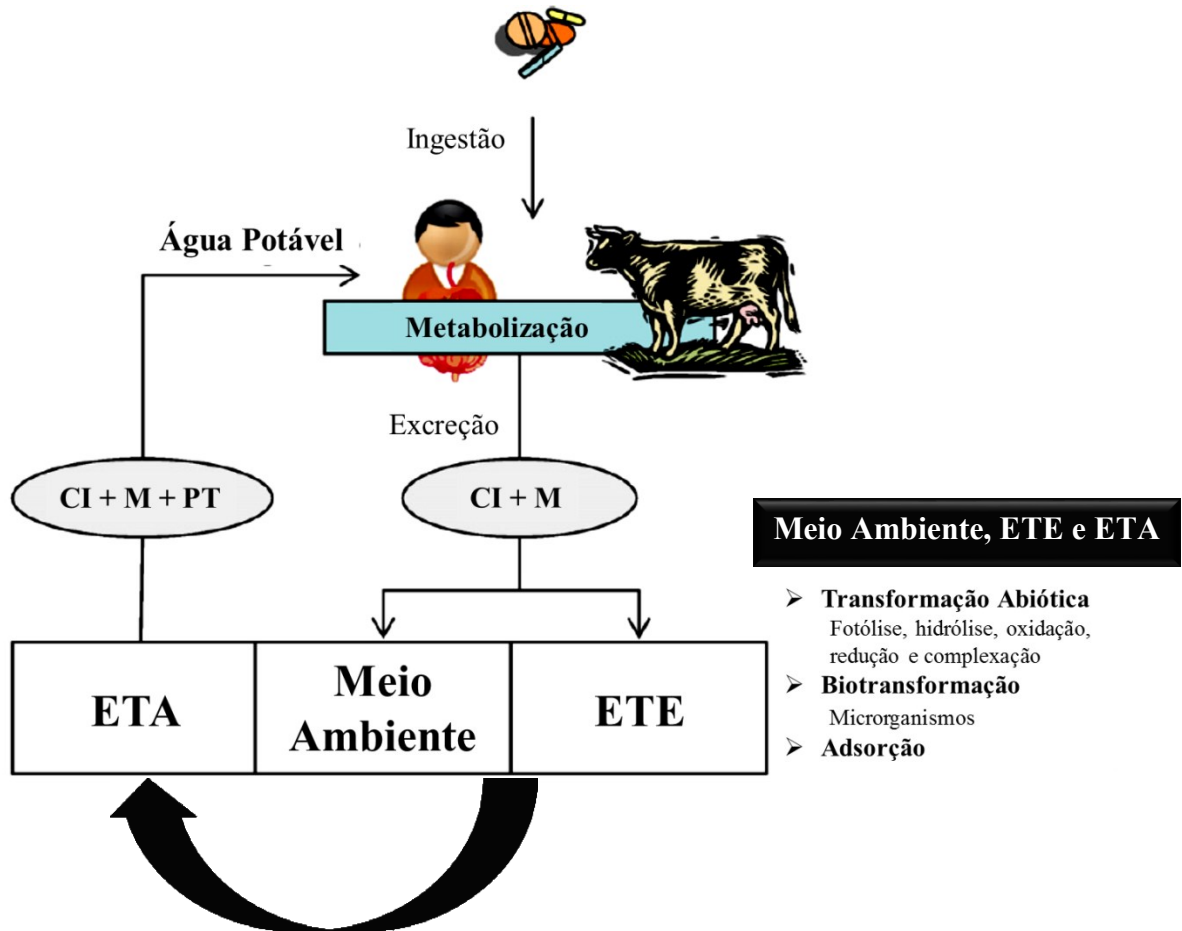 Ingestão
Água Potável
Metabolização
Excreção
CI + M + PT
CI + M
ETA
Meio
Ambiente
ETE
Meio Ambiente, ETE e ETA
➤ Transformação Abiótica
Fotólise, hidrólise, oxidação,
redução e complexação
➤ Biotransformação
Microrganismos
➤ Adsorção